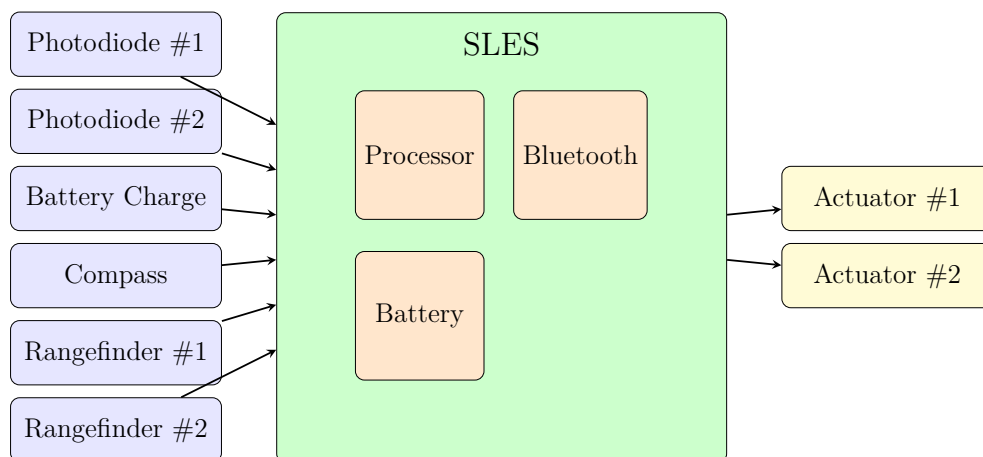 Photodiode #1
Photodiode #2
Battery Charge
Compass
Rangefinder #1
Rangefinder #2
SLES
Processor
Bluetooth
Battery
Actuator #1
Actuator #2